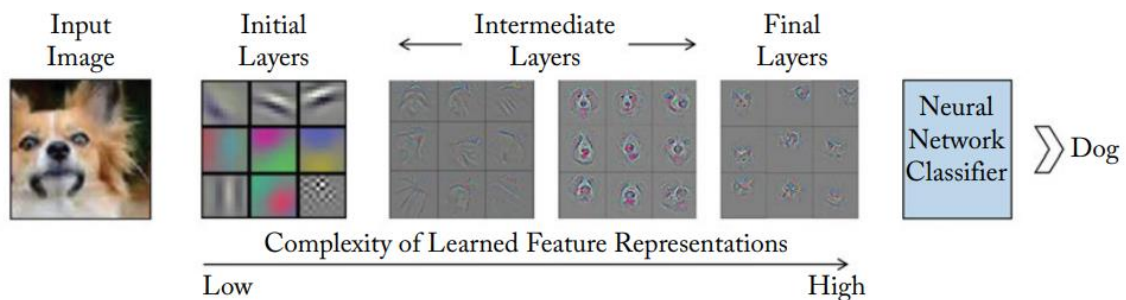 Input
Image
Initial
Layers
Intermediate
Layers
Final
Layers
Neural
Network
Classifier
Dog
Complexity of Learned Feature Representations
Low
High